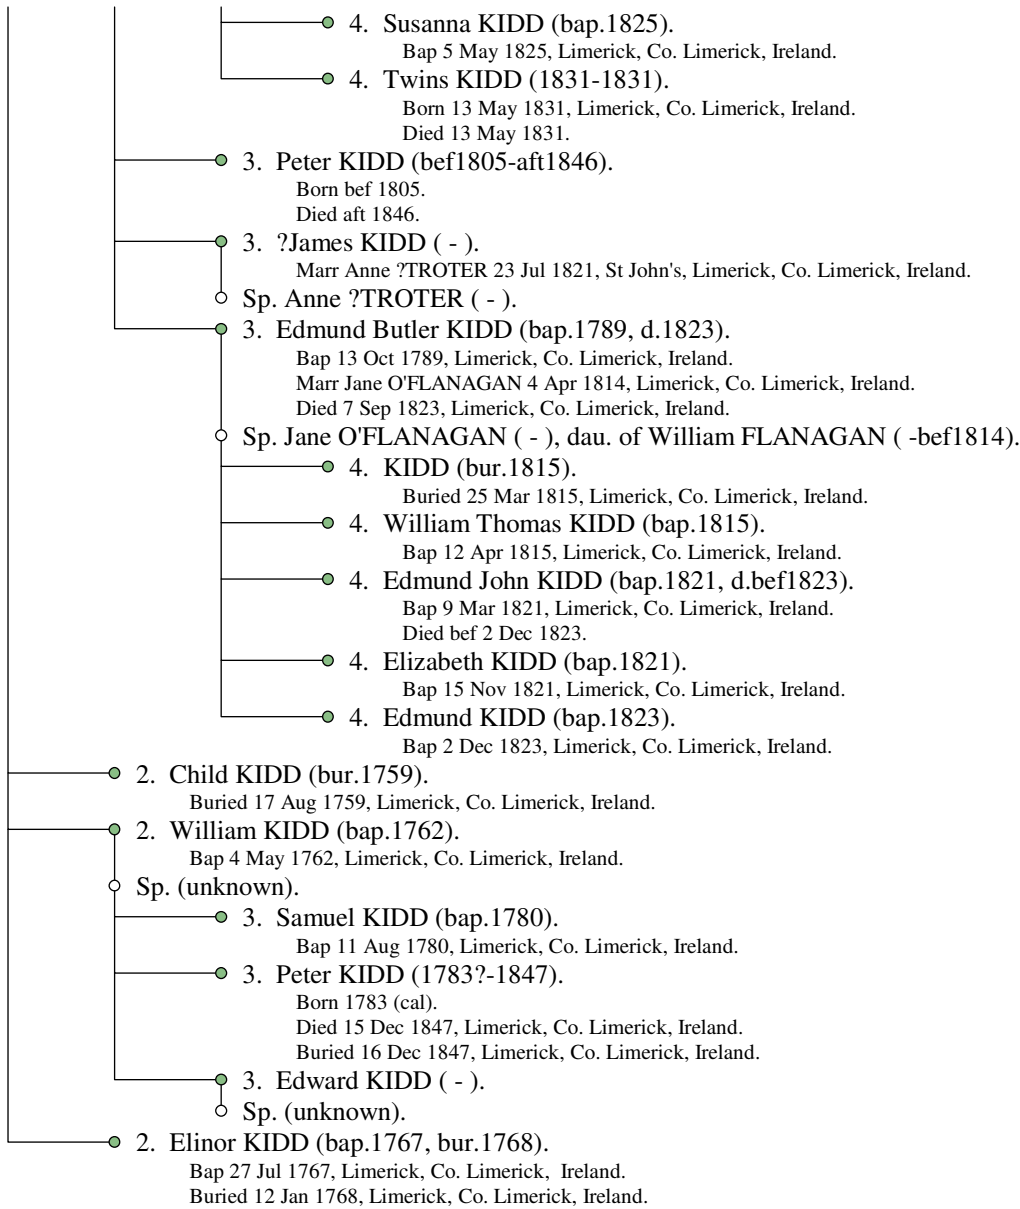 4. Susanna KIDD (bap.1825).
Bap 5 May 1825, Limerick, Co. Limerick, Ireland.
4. Twins KIDD (1831-1831).
Born 13 May 1831, Limerick, Co. Limerick, Ireland.
Died 13 May 1831.
3. Peter KIDD (bef1805-aft1846).
Born bef 1805.
Died aft 1846.
3. ?James KIDD ( - ).
Marr Anne ?TROTER 23 Jul 1821, St John's, Limerick, Co. Limerick, Ireland.
Sp. Anne ?TROTER ( - ).
3. Edmund Butler KIDD (bap.1789, d.1823).
Bap 13 Oct 1789, Limerick, Co. Limerick, Ireland.
Marr Jane O'FLANAGAN 4 Apr 1814, Limerick, Co. Limerick, Ireland.
Died 7 Sep 1823, Limerick, Co. Limerick, Ireland.
Sp. Jane O'FLANAGAN ( - ), dau. of William FLANAGAN ( -bef1814).
4. KIDD (bur.1815).
Buried 25 Mar 1815, Limerick, Co. Limerick, Ireland.
4. William Thomas KIDD (bap.1815).
Bap 12 Apr 1815, Limerick, Co. Limerick, Ireland.
4. Edmund John KIDD (bap.1821, d.bef1823).
Bap 9 Mar 1821, Limerick, Co. Limerick, Ireland.
Died bef 2 Dec 1823.
4. Elizabeth KIDD (bap.1821).
Bap 15 Nov 1821, Limerick, Co. Limerick, Ireland.
4. Edmund KIDD (bap.1823).
Bap 2 Dec 1823, Limerick, Co. Limerick, Ireland.
2. Child KIDD (bur.1759).
Buried 17 Aug 1759, Limerick, Co. Limerick, Ireland.
2. William KIDD (bap.1762).
Bap 4 May 1762, Limerick, Co. Limerick, Ireland.
Sp. (unknown).
3. Samuel KIDD (bap.1780).
Bap 11 Aug 1780, Limerick, Co. Limerick, Ireland.
3. Peter KIDD (1783?-1847).
Born 1783 (cal).
Died 15 Dec 1847, Limerick, Co. Limerick, Ireland.
Buried 16 Dec 1847, Limerick, Co. Limerick, Ireland.
3. Edward KIDD ( - ).
Sp. (unknown).
2. Elinor KIDD (bap.1767, bur.1768).
Bap 27 Jul 1767, Limerick, Co. Limerick, Ireland.
Buried 12 Jan 1768, Limerick, Co. Limerick, Ireland.